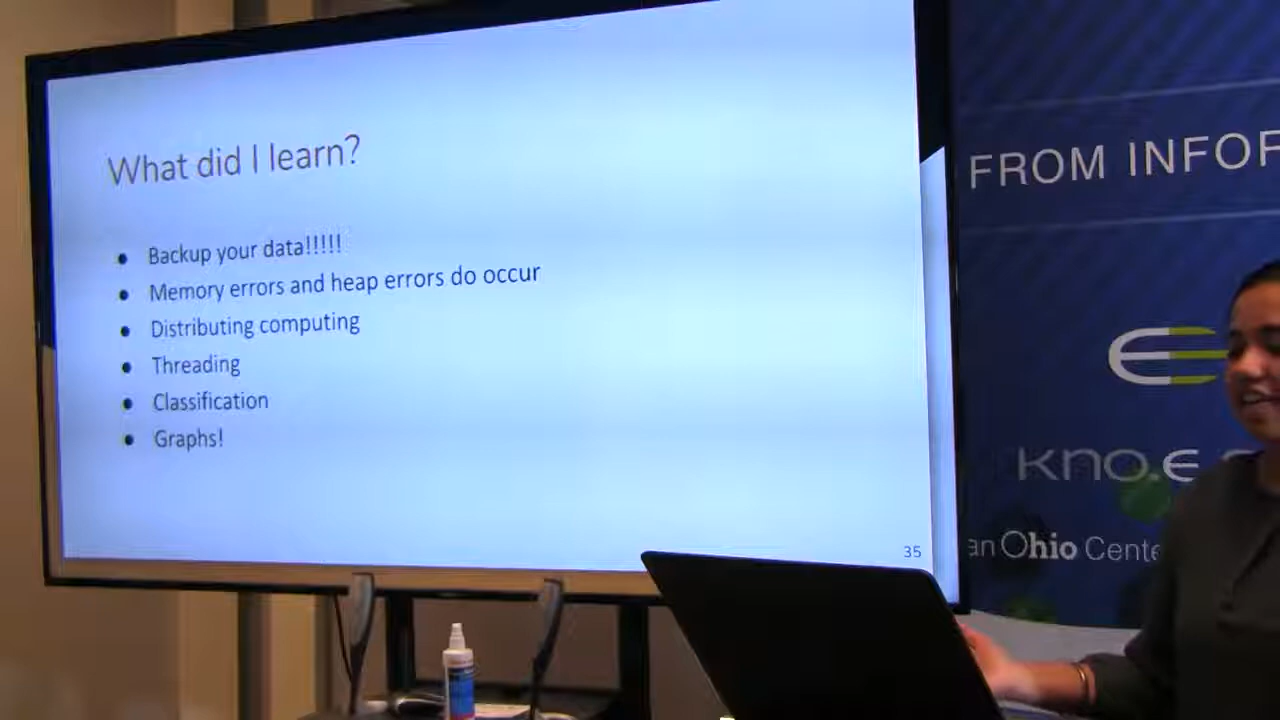 What did I learn?
● Backup your data!!!!!
● Memory errors and heap errors do occur
● Distributing computing
● Threading
● Classification
● Graphs!
35
FROM INFOR
kno.e
an Ohio Cente